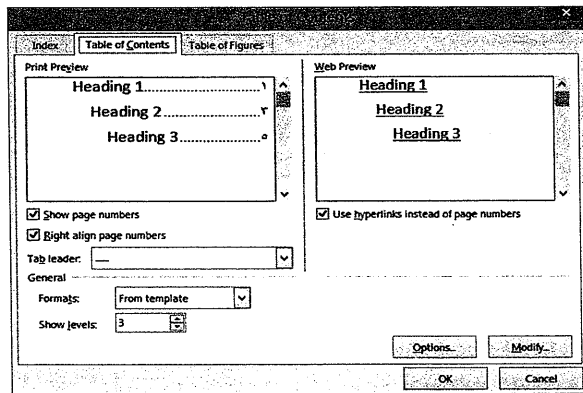 Index Table of Contents Table of Figures
Print Preview
Heading 1..............................١
Heading 2..............................٣
Heading 3..............................٥
Show page numbers
Right align page numbers
Tab leader:
Web Preview
Heading 1
Heading 2
Heading 3
Use hyperlinks instead of page numbers
General
Formats: From template
Show levels: 3
Options... Modify...
OK Cancel